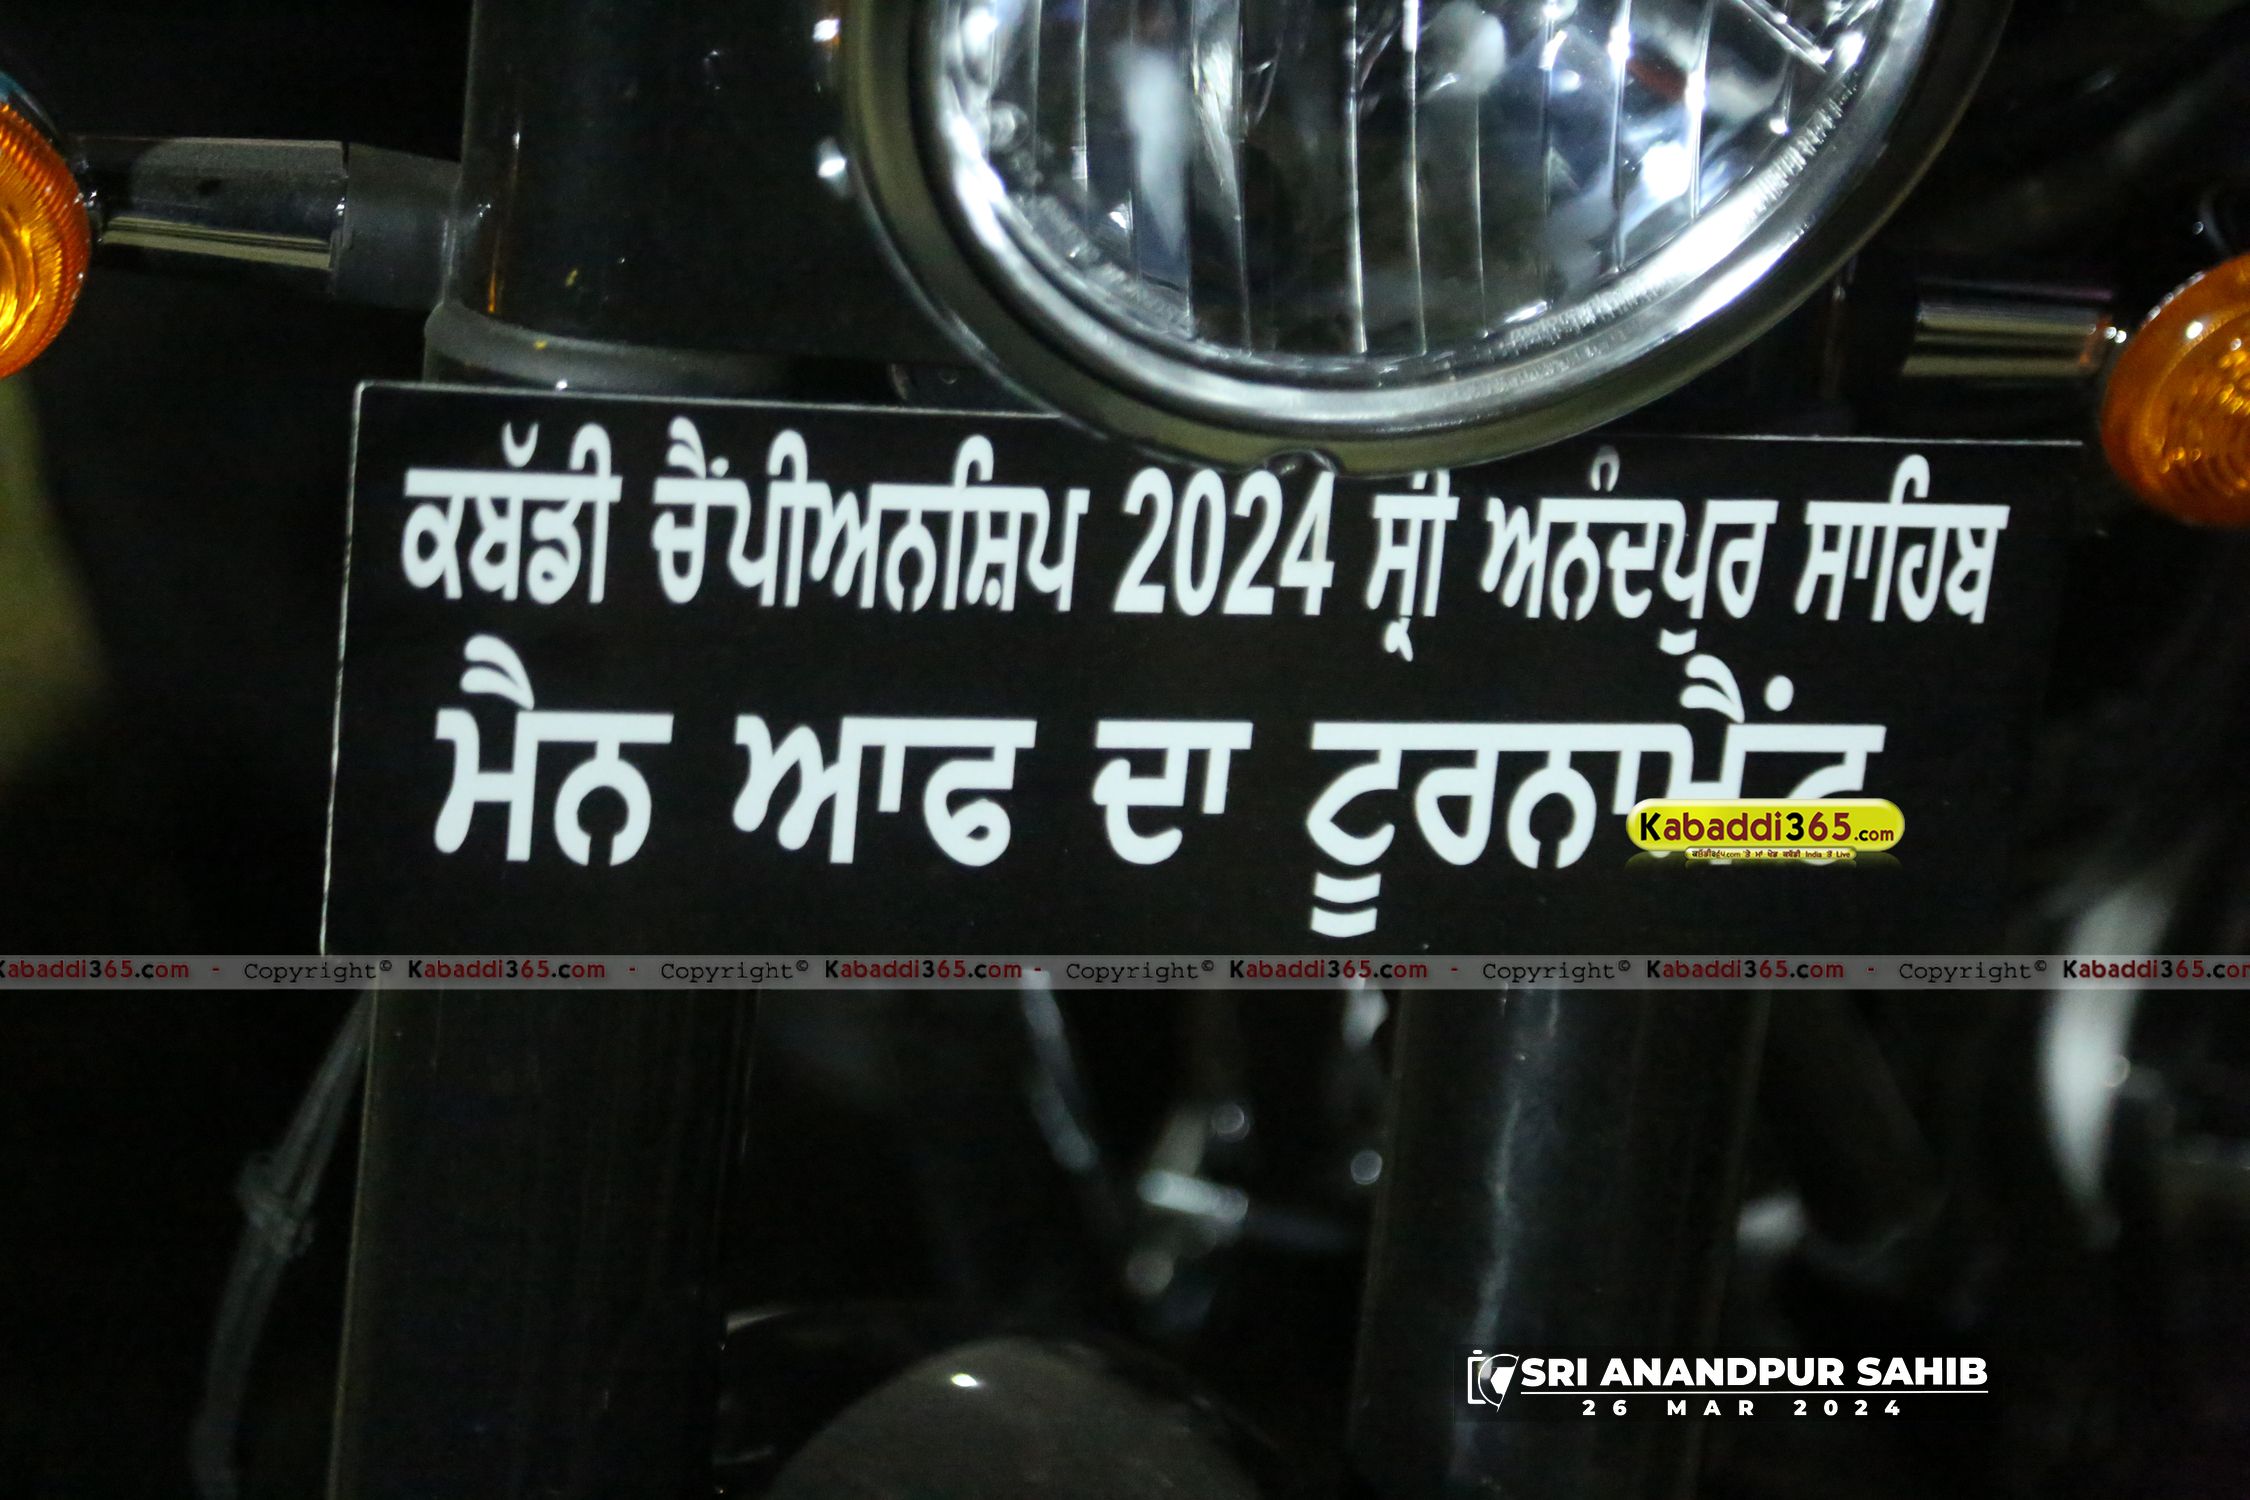 ਕਬੱਡੀ ਚੈਂਪੀਅਨਸ਼ਿਪ 2024 ਸ੍ਰੀ ਅਨੰਦਪੁਰ ਸਾਹਿਬ
ਮੈਨ ਆਫ ਦਾ ਟੂਰਨਾਮੈਂਟ
Kabaddi365.com
Kabaddi365.com - Copyright© Kabaddi365.com - Copyright© Kabaddi365.com - Copyright© Kabaddi365.com - Copyright© Kabaddi365.com - Copyright© Kabaddi365.com
SRI ANANDPUR SAHIB
26 MAR 2024